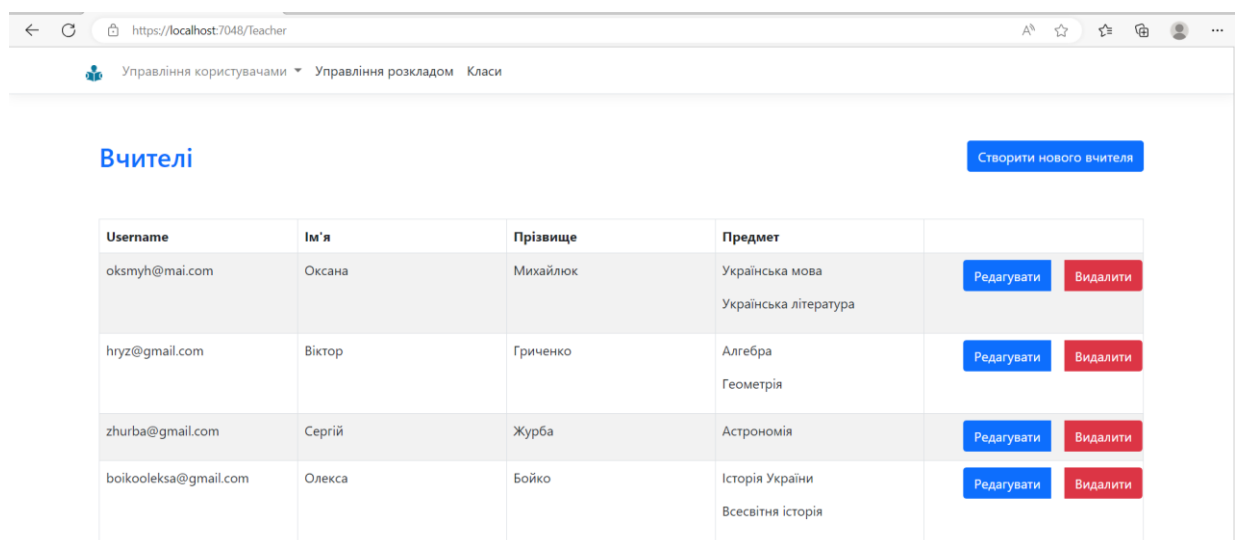 https://localhost:7048/Teacher
Управління користувачами Управління розкладом Класи
Вчителі
Створити нового вчителя
Username Ім'я Прізвище Предмет
oksmyh@mai.com Оксана Михайлюк Українська мова Редагувати Видалити
Українська література
hryz@gmail.com Віктор Гриченко Алгебра Редагувати Видалити
Геометрія
zhurba@gmail.com Сергій Журба Астрономія Редагувати Видалити
boikooleksa@gmail.com Олекса Бойко Історія України Редагувати Видалити
Всесвітня історія